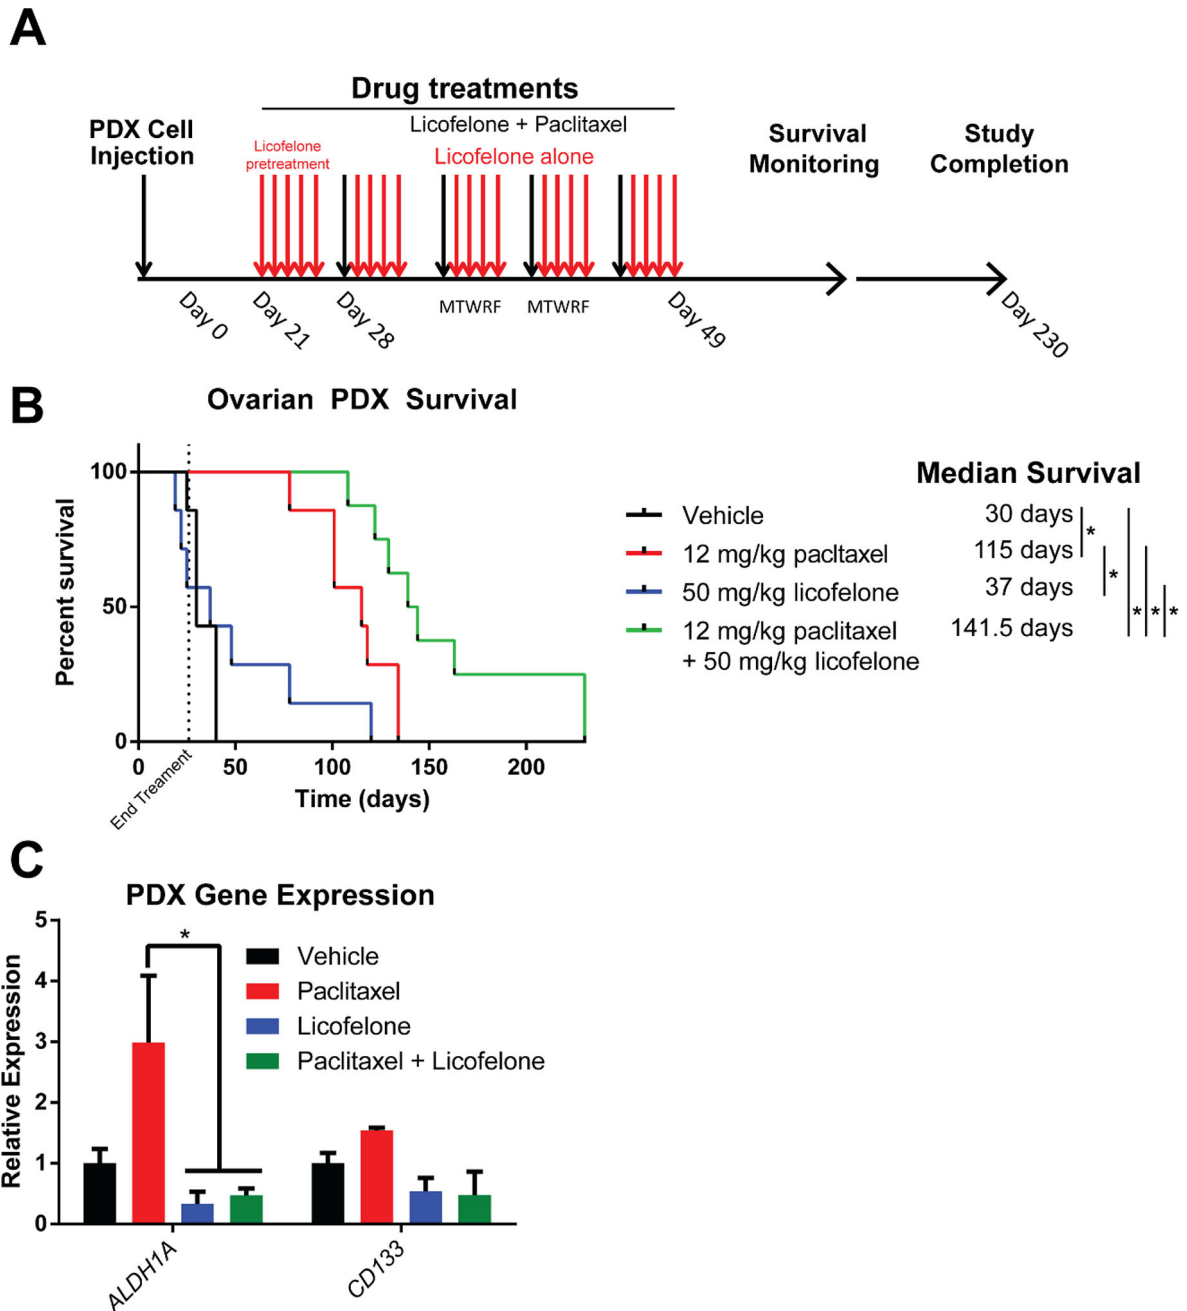 A
Drug treatments
Licofelone + Paclitaxel
PDX Cell
Injection
Licofelone
pretreatment
Licofelone alone
Survival
Monitoring
Study
Completion
Day 0
Day 21
Day 28
MTWRF
MTWRF
Day 49
Day 230
B
Ovarian PDX Survival
Percent survival
100
50
0
0
50
100
150
200
End Treament
Time (days)
Vehicle
12 mg/kg pacltaxel
50 mg/kg licofelone
12 mg/kg paclitaxel
+ 50 mg/kg licofelone
Median Survival
30 days
115 days
37 days
141.5 days
*
*
* * *
C
PDX Gene Expression
Relative Expression
5
4
3
2
1
0
*
Vehicle
Paclitaxel
Licofelone
Paclitaxel + Licofelone
ALDH1A
CD133